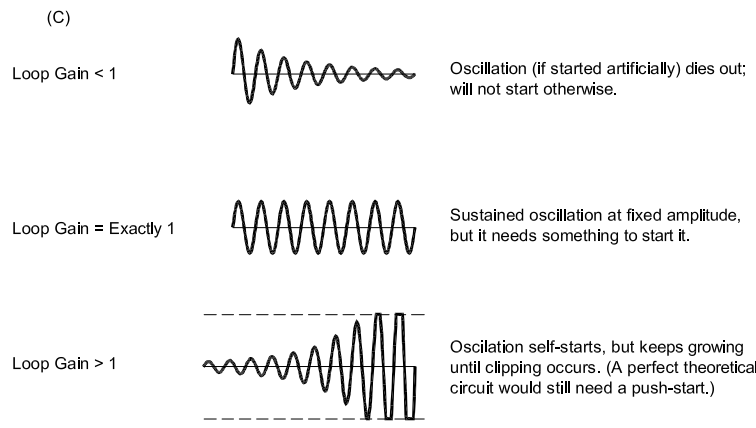 (C)
Loop Gain < 1
Oscillation (if started artificially) dies out;
will not start otherwise.
Loop Gain = Exactly 1
Sustained oscillation at fixed amplitude,
but it needs something to start it.
Loop Gain > 1
Oscilation self-starts, but keeps growing
until clipping occurs. (A perfect theoretical
circuit would still need a push-start.)